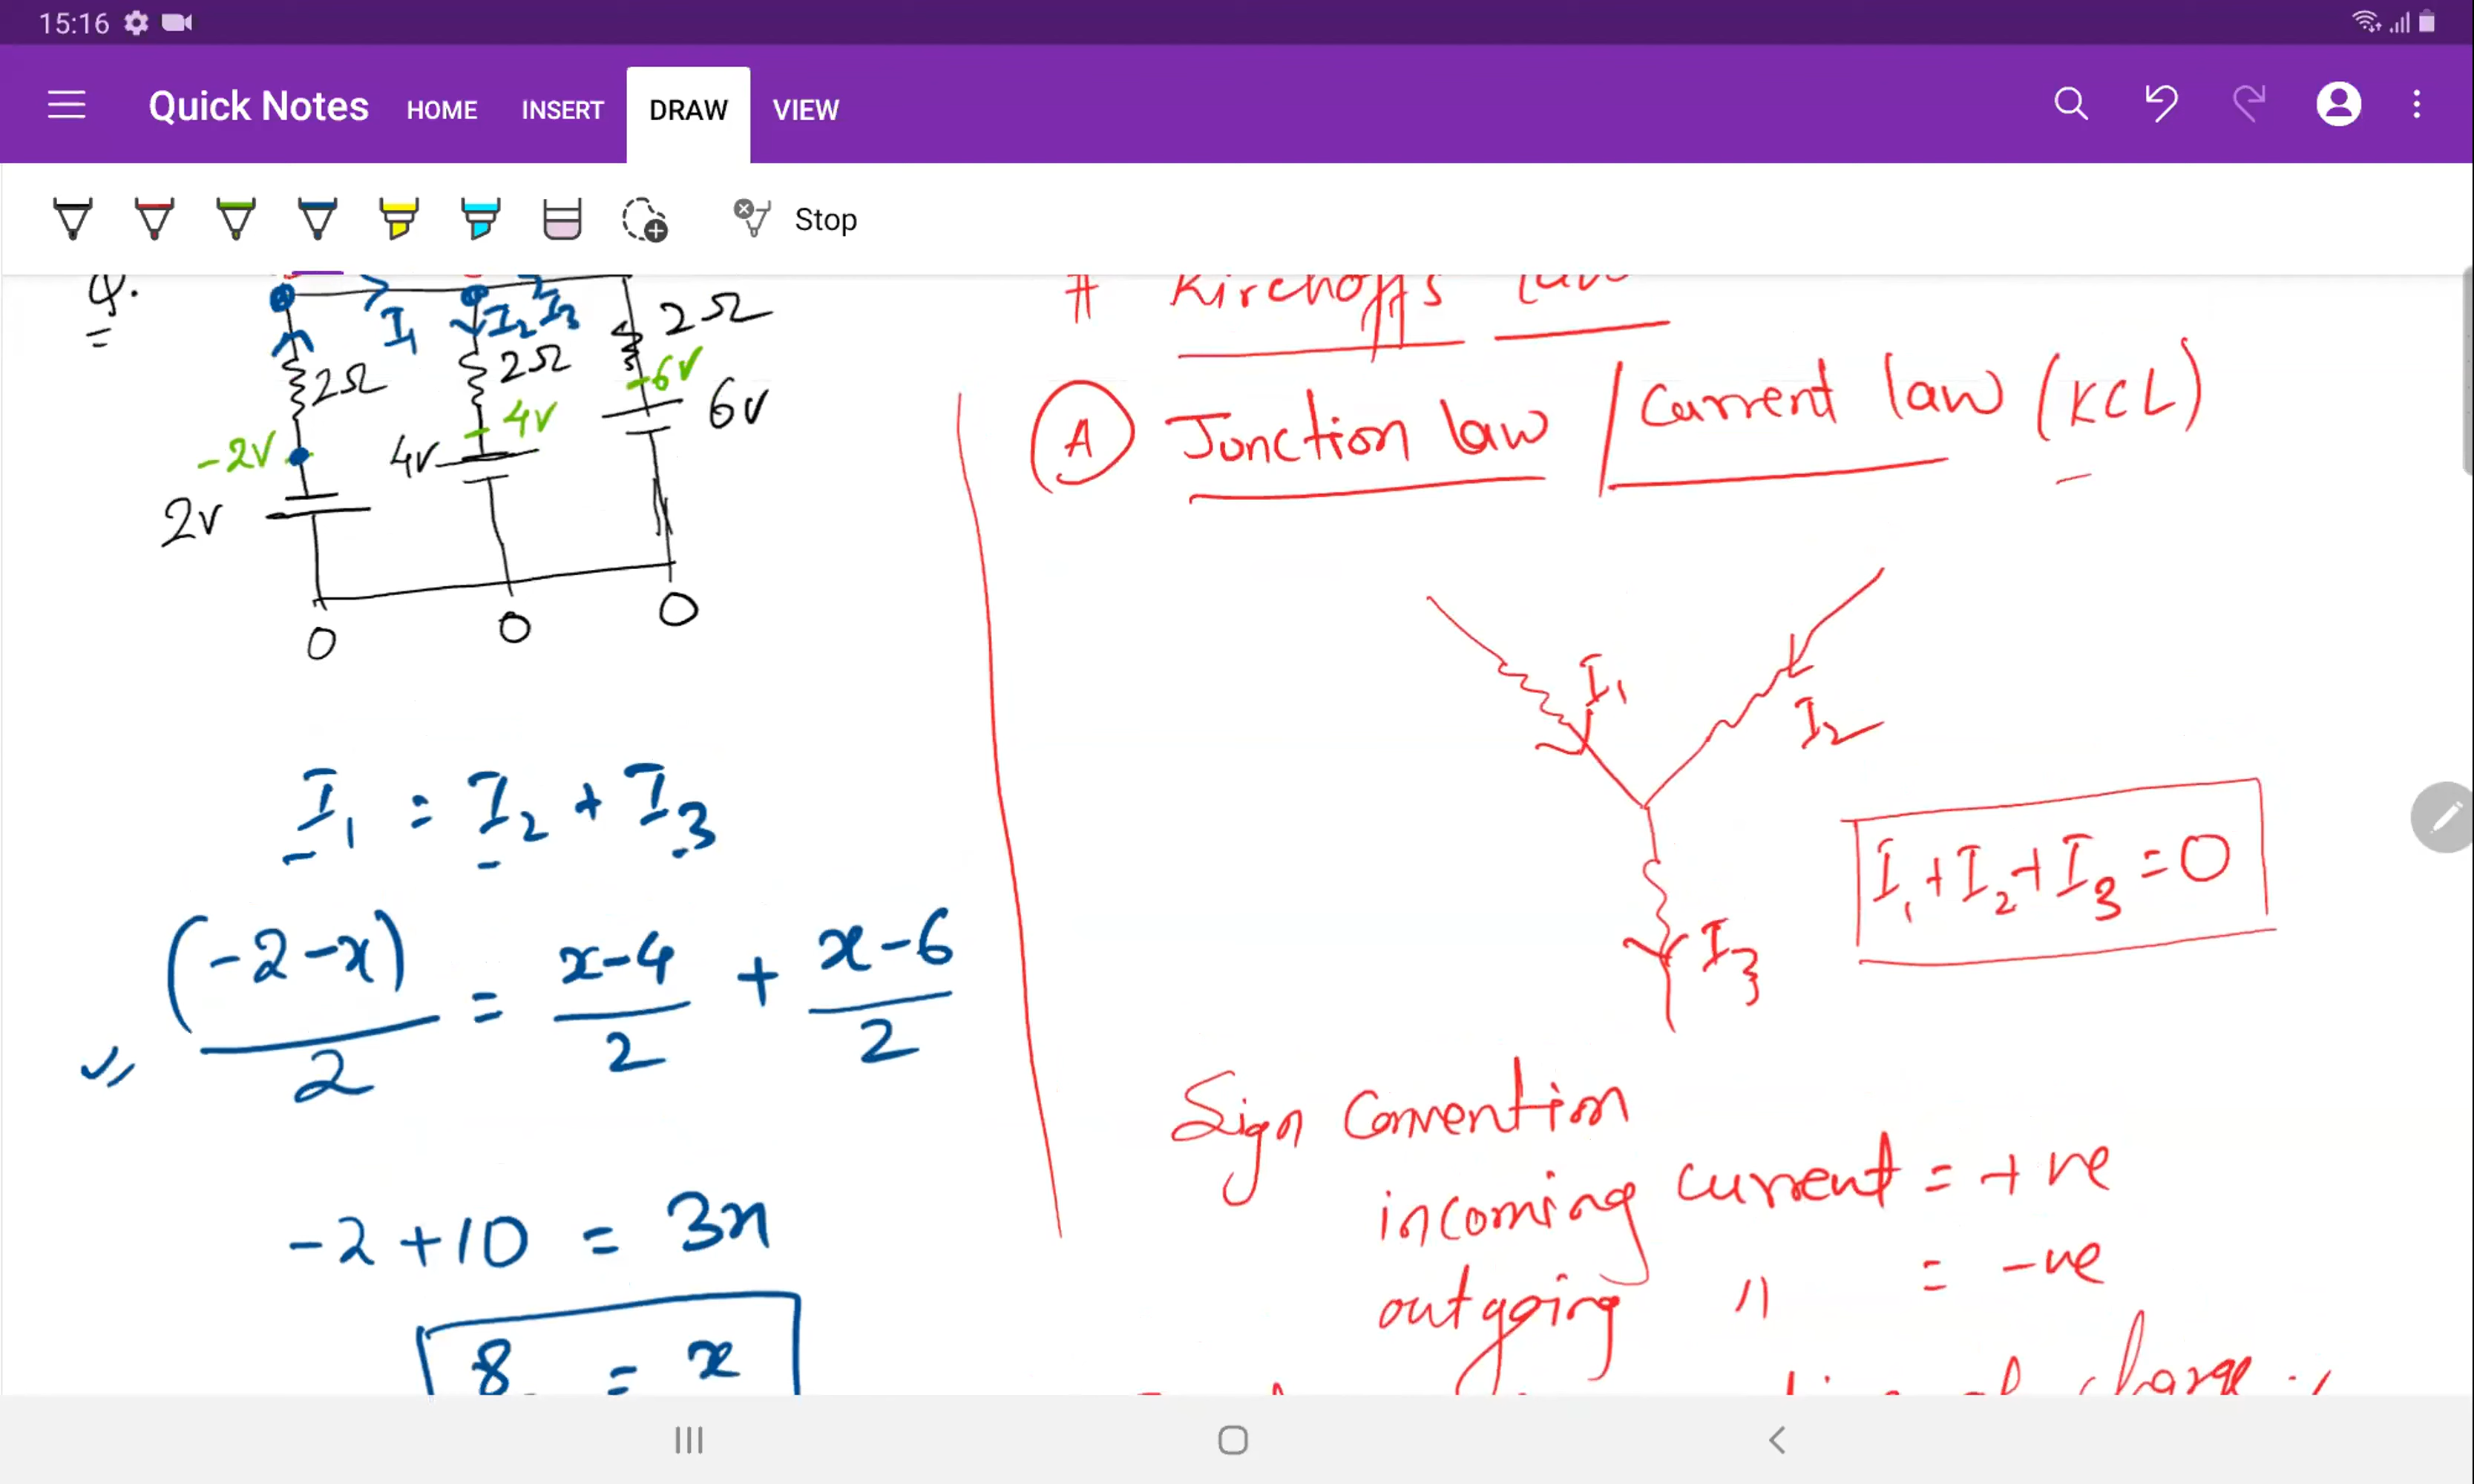 15:16
Quick Notes HOME INSERT DRAW VIEW
Stop
Q.
I1 I2 I3 2Ω
2Ω 2Ω
-6V
6V
4V
-2V 4V
2V
0 0 0
I1 = I2 + I3
(-2-x)/2 = x-4/2 + x-6/2
-2+10 = 3x
8 = x
# Kirchoff's law
A Junction law / Current law (KCL)
I1
I2
I1+I2+I3=0
I3
Sign Convention
incoming current = +ve
outgoing " = -ve
of charge